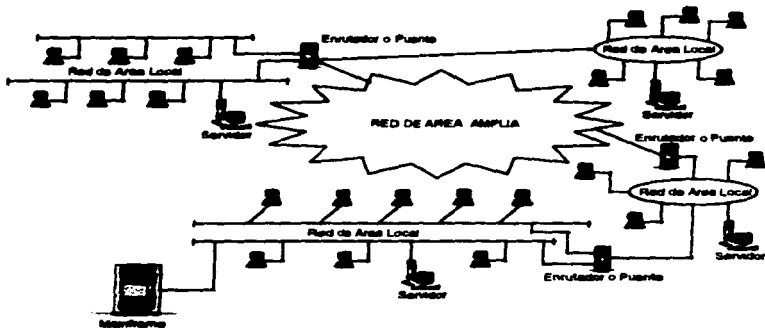 Enrutador o Puente
Red de Area Local
Servidor
Red de Area Local
Servidor
RED DE AREA AMPLIA
Enrutador o Puente
Red de Area Local
Servidor
Red de Area Local
Enrutador o Puente
Servidor
Mainframe